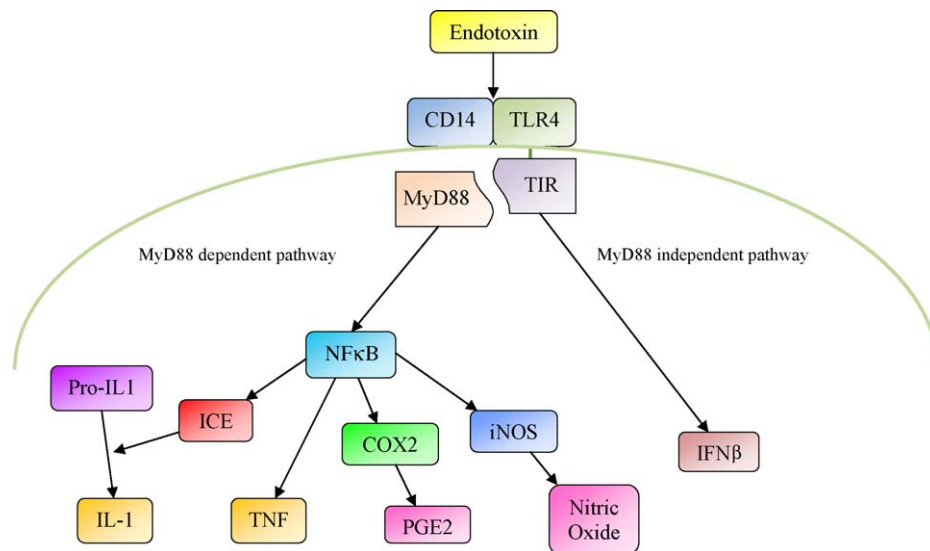 Endotoxin
CD14
TLR4
MyD88
TIR
MyD88 dependent pathway
MyD88 independent pathway
NFκB
Pro-IL1
ICE
COX2
iNOS
IFNβ
IL-1
TNF
PGE2
Nitric
Oxide